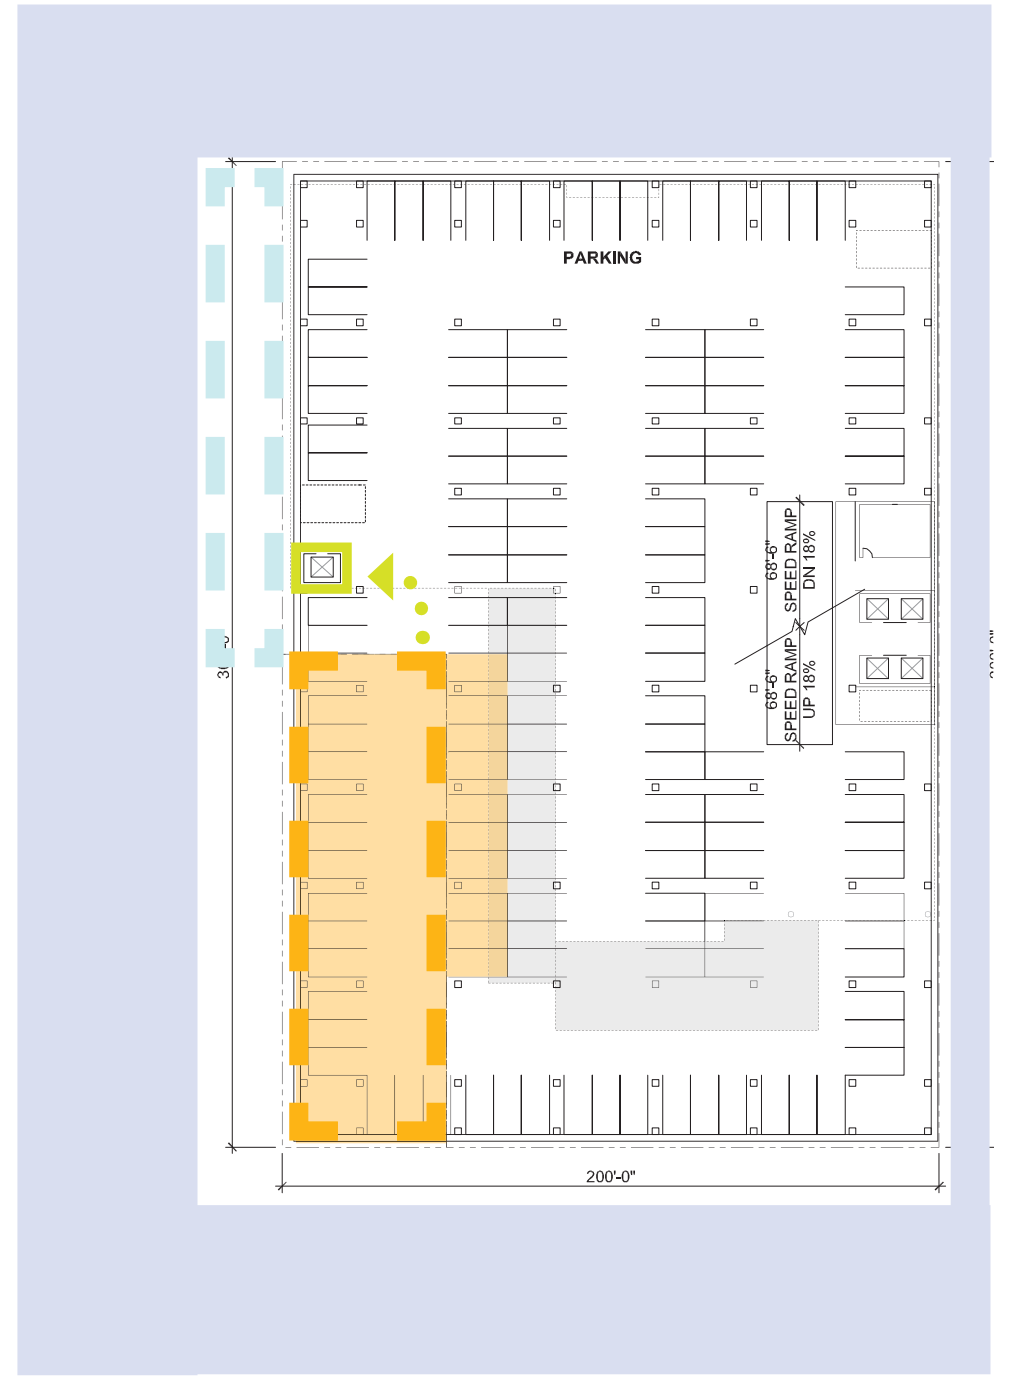 PARKING
68'-6"
SPEED RAMP
DN 18%
68'-6"
SPEED RAMP
UP 18%
200'-0"